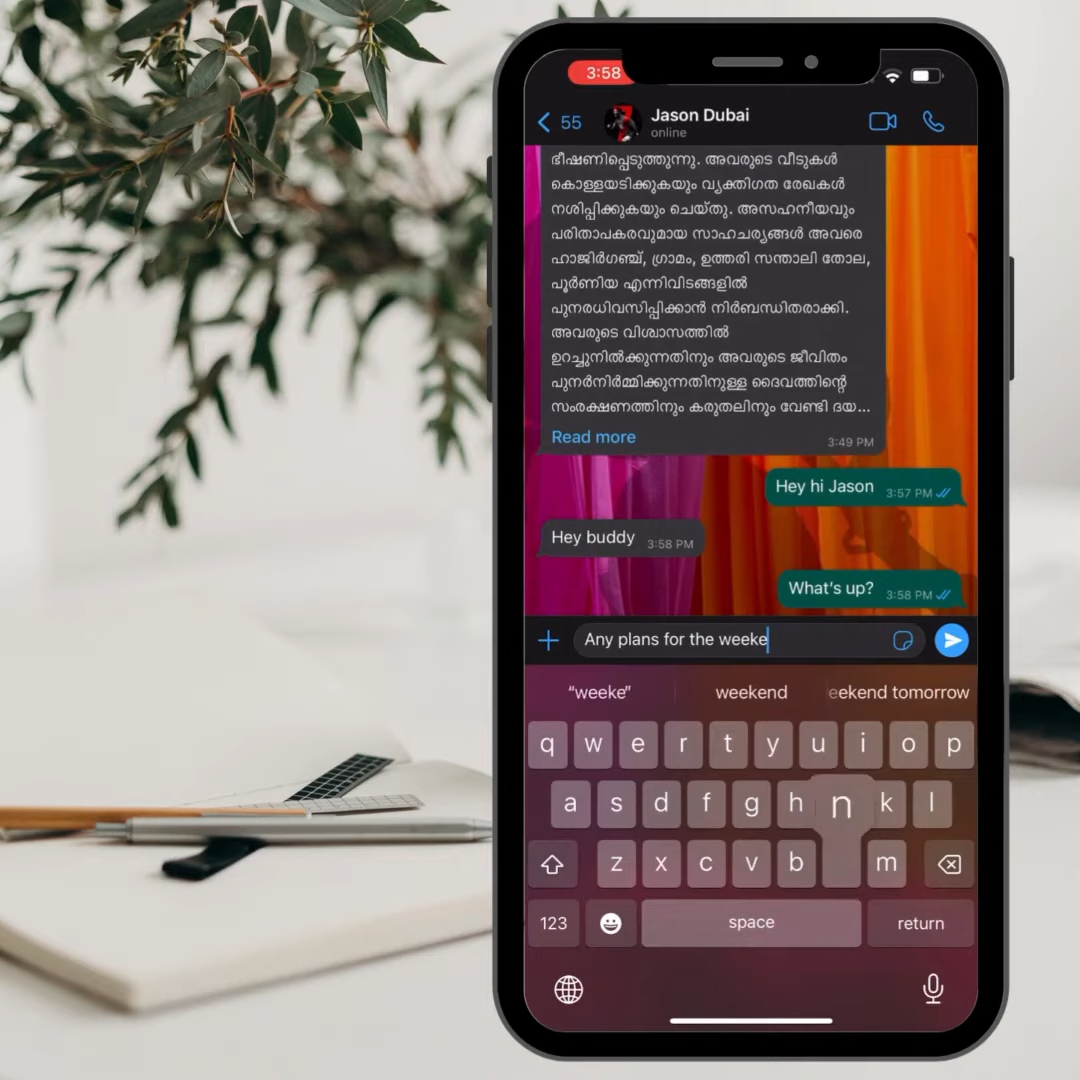 3:58
55
Jason Dubai
online
ഭീഷണിപ്പെടുത്തുന്നു. അവരുടെ വീടുകൾ
കൊള്ളയടിക്കുകയും വ്യക്തിഗത രേഖകൾ
നശിപ്പിക്കുകയും ചെയ്തു. അസഹനീയവും
പരിതാപകരവുമായ സാഹചര്യങ്ങൾ അവരെ
ഹാജിർഗഞ്ച്, ഗ്രാമം, ഉത്തരി സന്താലി തോല,
പൂർണിയ എന്നിവിടങ്ങളിൽ
പുനരധിവസിപ്പിക്കാൻ നിർബന്ധിതരാക്കി.
അവരുടെ വിശ്വാസത്തിൽ
ഉറച്ചുനിൽക്കുന്നതിനും അവരുടെ ജീവിതം
പുനർനിർമ്മിക്കുന്നതിനുള്ള ദൈവത്തിന്റെ
സംരക്ഷണത്തിനും കരുതലിനും വേണ്ടി ദയ...
Read more 3:49 PM
Hey hi Jason 3:57 PM
Hey buddy 3:58 PM
What's up? 3:58 PM
Any plans for the weeke
“weeke” weekend eekend tomorrow
q w e r t y u i o p
a s d f g h n k l
z x c v b m
123 space return